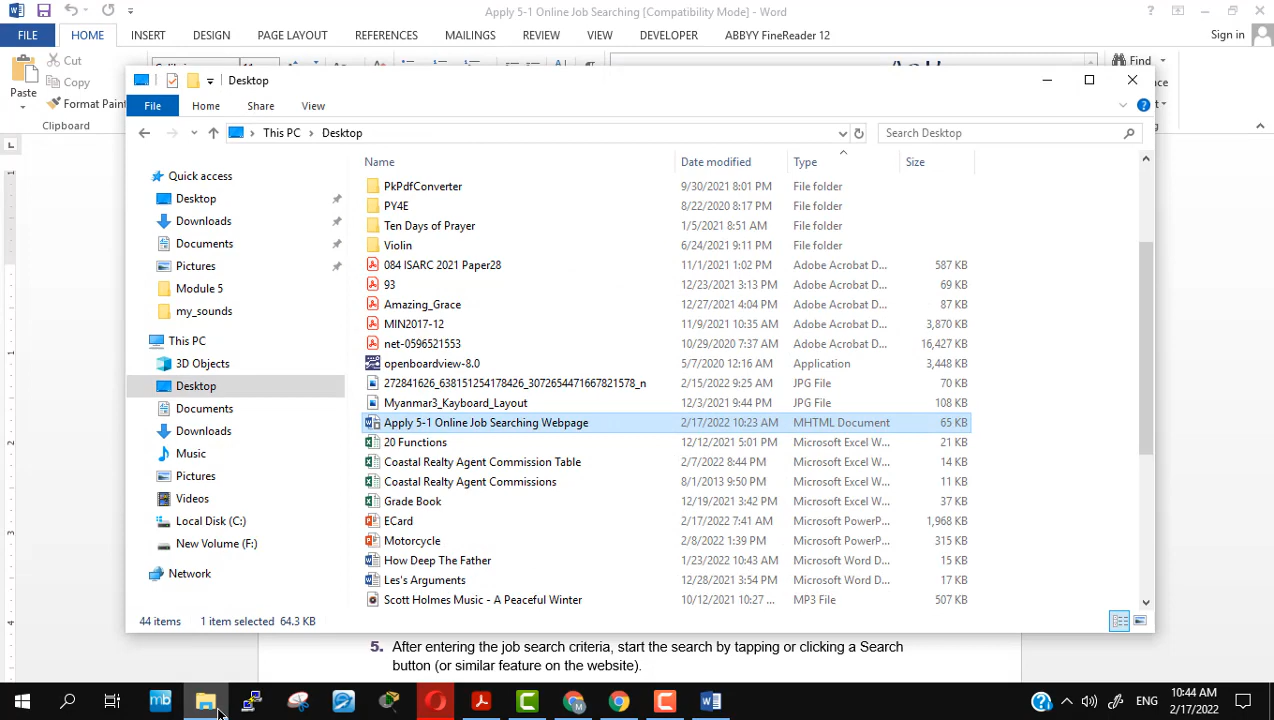 Apply 5-1 Online Job Searching [Compatibility Mode] - Word
FILE HOME INSERT DESIGN PAGE LAYOUT REFERENCES MAILINGS REVIEW VIEW DEVELOPER ABBYY FineReader 12 Sign in
Cut
Copy
Format Paint
Paste
Clipboard
Find
Desktop
File Home Share View
This PC Desktop
Search Desktop
Name Date modified Type Size
Quick access
Desktop
Downloads
Documents
Pictures
Module 5
my_sounds
This PC
3D Objects
Desktop
Documents
Downloads
Music
Pictures
Videos
Local Disk (C:)
New Volume (F:)
Network
PkPdfConverter 9/30/2021 8:01 PM File folder
PY4E 8/22/2020 8:17 PM File folder
Ten Days of Prayer 1/5/2021 8:51 AM File folder
Violin 6/24/2021 9:11 PM File folder
084 ISARC 2021 Paper28 11/1/2021 1:02 PM Adobe Acrobat D... 587 KB
93 12/23/2021 3:13 PM Adobe Acrobat D... 69 KB
Amazing_Grace 12/27/2021 4:04 PM Adobe Acrobat D... 87 KB
MIN2017-12 11/9/2021 10:35 AM Adobe Acrobat D... 3,870 KB
net-0596521553 10/29/2020 7:37 AM Adobe Acrobat D... 16,427 KB
openboardview-8.0 5/7/2020 12:16 AM Application 3,448 KB
272841626_638151254178426_3072654471667821578_n 2/15/2022 9:25 AM JPG File 70 KB
Myanmar3_Kayboard_Layout 12/3/2021 9:44 PM JPG File 108 KB
Apply 5-1 Online Job Searching Webpage 2/17/2022 10:23 AM MHTML Document 65 KB
20 Functions 12/12/2021 5:01 PM Microsoft Excel W... 21 KB
Coastal Realty Agent Commission Table 2/7/2022 8:44 PM Microsoft Excel W... 14 KB
Coastal Realty Agent Commissions 8/1/2013 9:50 PM Microsoft Excel W... 11 KB
Grade Book 12/19/2021 3:42 PM Microsoft Excel W... 37 KB
ECard 2/17/2022 7:41 AM Microsoft PowerP... 1,968 KB
Motorcycle 2/8/2022 1:39 PM Microsoft PowerP... 315 KB
How Deep The Father 1/23/2022 10:43 AM Microsoft Word D... 15 KB
Les's Arguments 12/28/2021 3:54 PM Microsoft Word D... 17 KB
Scott Holmes Music - A Peaceful Winter 10/12/2021 10:27 ... MP3 File 507 KB
44 items 1 item selected 64.3 KB
5. After entering the job search criteria, start the search by tapping or clicking a Search
button (or similar feature on the website).
mb
ENG
10:44 AM
2/17/2022